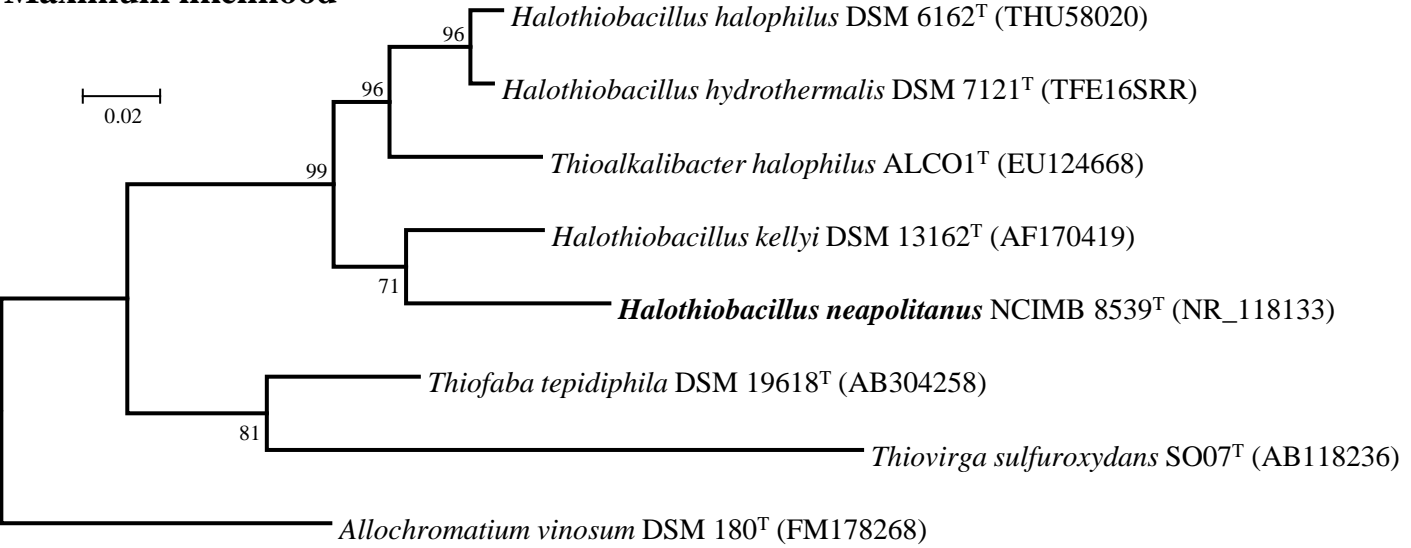 Maximum likelihood
Halothiobacillus halophilus DSM 6162ᵀ (THU58020)
96
Halothiobacillus hydrothermalis DSM 7121ᵀ (TFE16SRR)
96
0.02
Thioalkalibacter halophilus ALCO1ᵀ (EU124668)
99
Halothiobacillus kellyi DSM 13162ᵀ (AF170419)
71
Halothiobacillus neapolitanus NCIMB 8539ᵀ (NR_118133)
Thiofaba tepidiphila DSM 19618ᵀ (AB304258)
81
Thiovirga sulfuroxydans SO07ᵀ (AB118236)
Allochromatium vinosum DSM 180ᵀ (FM178268)